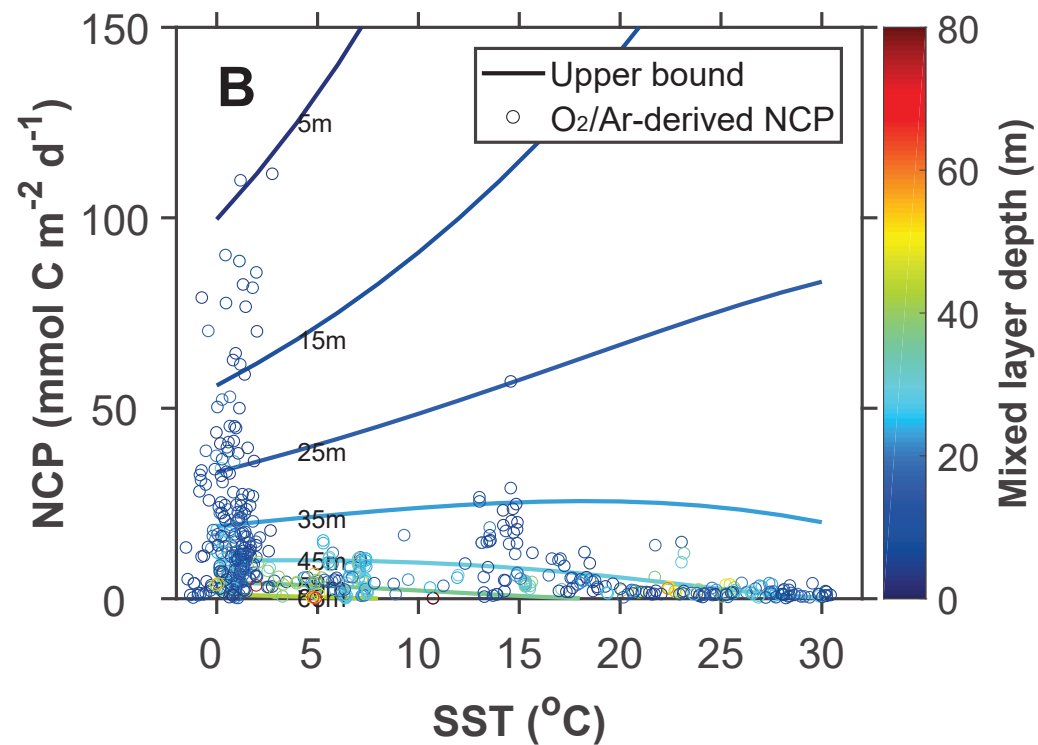 B
Upper bound
O₂/Ar-derived NCP
NCP (mmol C m⁻² d⁻¹)
150
100
50
0
5m
15m
25m
35m
45m
0
5
10
15
20
25
30
SST (°C)
80
60
40
20
0
Mixed layer depth (m)